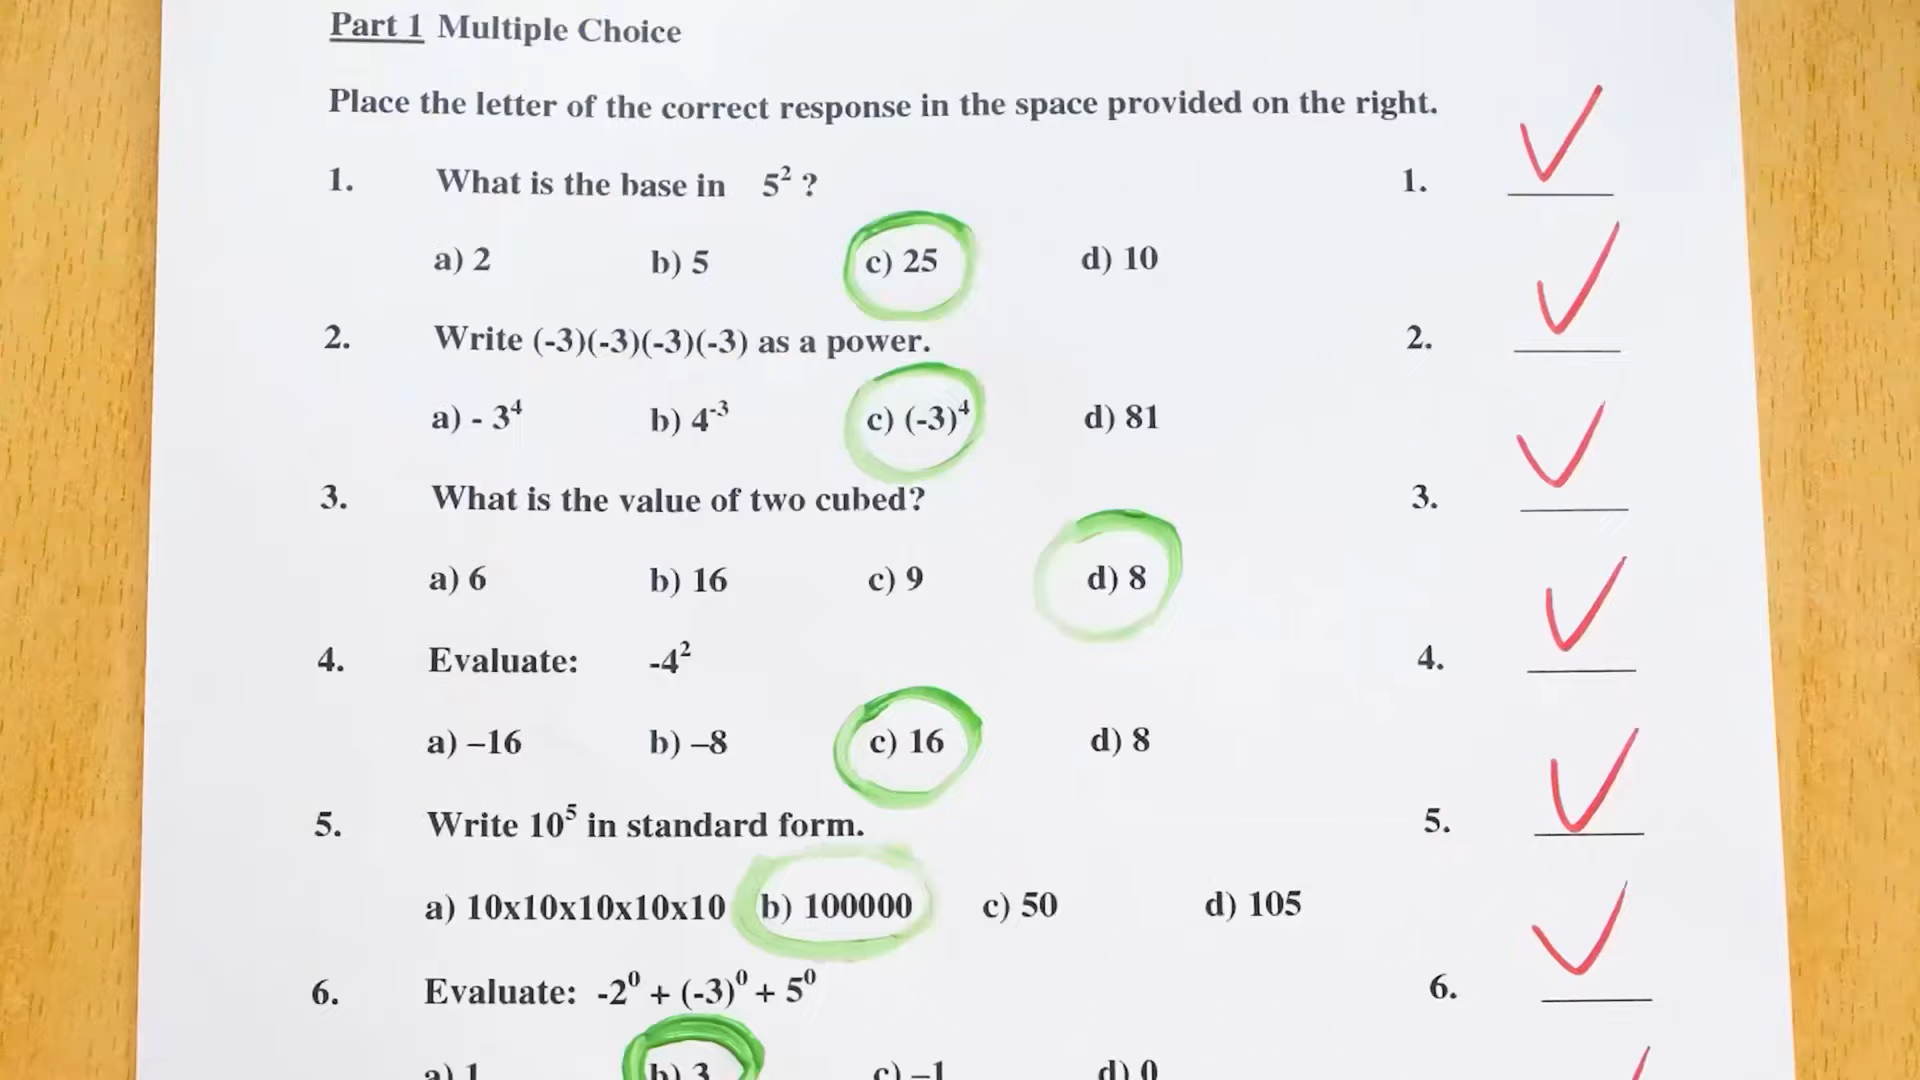 Part 1 Multiple Choice
Place the letter of the correct response in the space provided on the right.
1. What is the base in 5² ? 1.
a) 2 b) 5 c) 25 d) 10
2. Write (-3)(-3)(-3)(-3) as a power. 2.
a) - 3⁴ b) 4⁻³ c) (-3)⁴ d) 81
3. What is the value of two cubed? 3.
a) 6 b) 16 c) 9 d) 8
4. Evaluate: -4² 4.
a) –16 b) –8 c) 16 d) 8
5. Write 10⁵ in standard form. 5.
a) 10x10x10x10x10 b) 100000 c) 50 d) 105
6. Evaluate: -2⁰ + (-3)⁰ + 5⁰ 6.
a) 1 b) 3 c) –1 d) 0